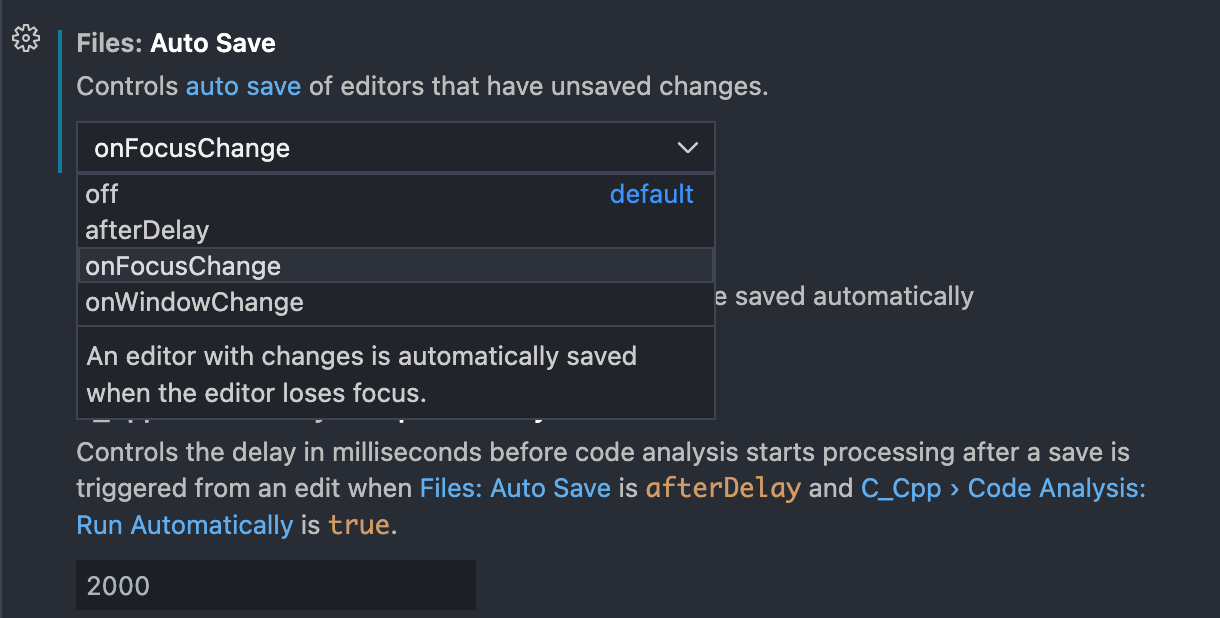 Files: Auto Save
Controls auto save of editors that have unsaved changes.
onFocusChange
off default
afterDelay
onFocusChange
onWindowChange
saved automatically
An editor with changes is automatically saved
when the editor loses focus.
Controls the delay in milliseconds before code analysis starts processing after a save is
triggered from an edit when Files: Auto Save is afterDelay and C_Cpp › Code Analysis:
Run Automatically is true.
2000